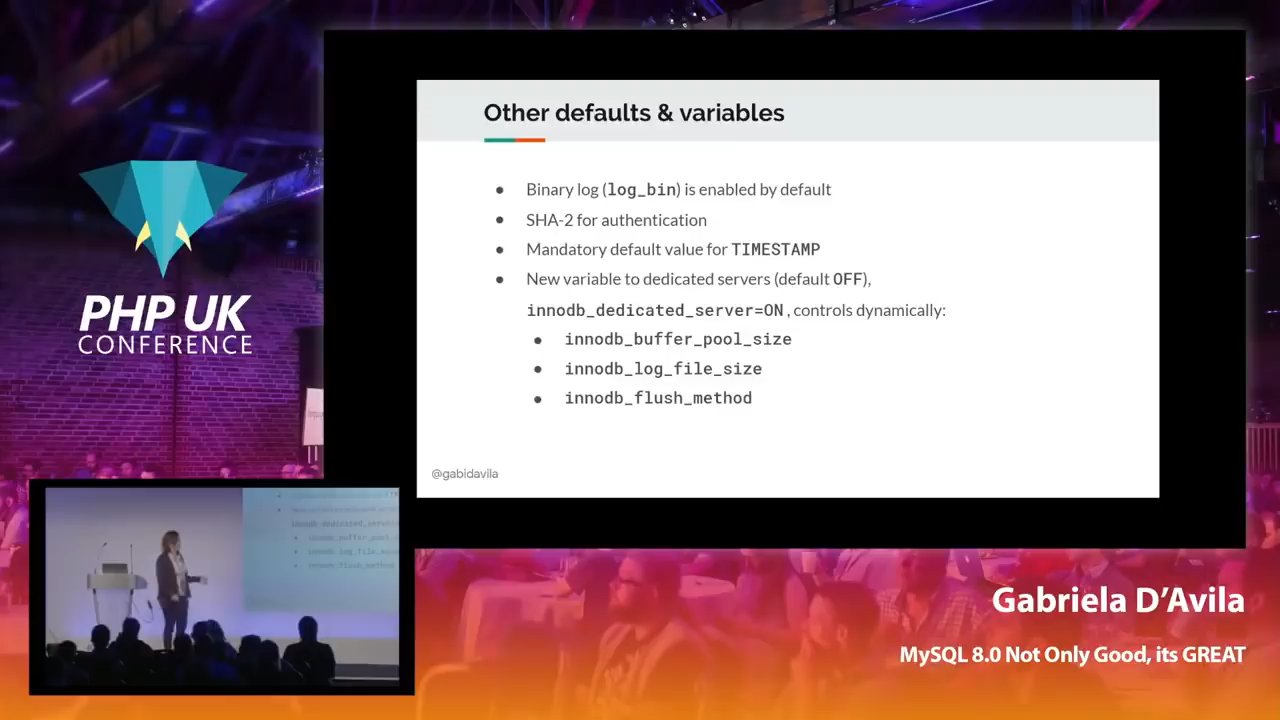 Other defaults & variables
Binary log (log_bin) is enabled by default
SHA-2 for authentication
Mandatory default value for TIMESTAMP
New variable to dedicated servers (default OFF),
innodb_dedicated_server=ON , controls dynamically:
innodb_buffer_pool_size
innodb_log_file_size
innodb_flush_method
@gabidavila
PHP UK
CONFERENCE
Gabriela D'Avila
MySQL 8.0 Not Only Good, its GREAT